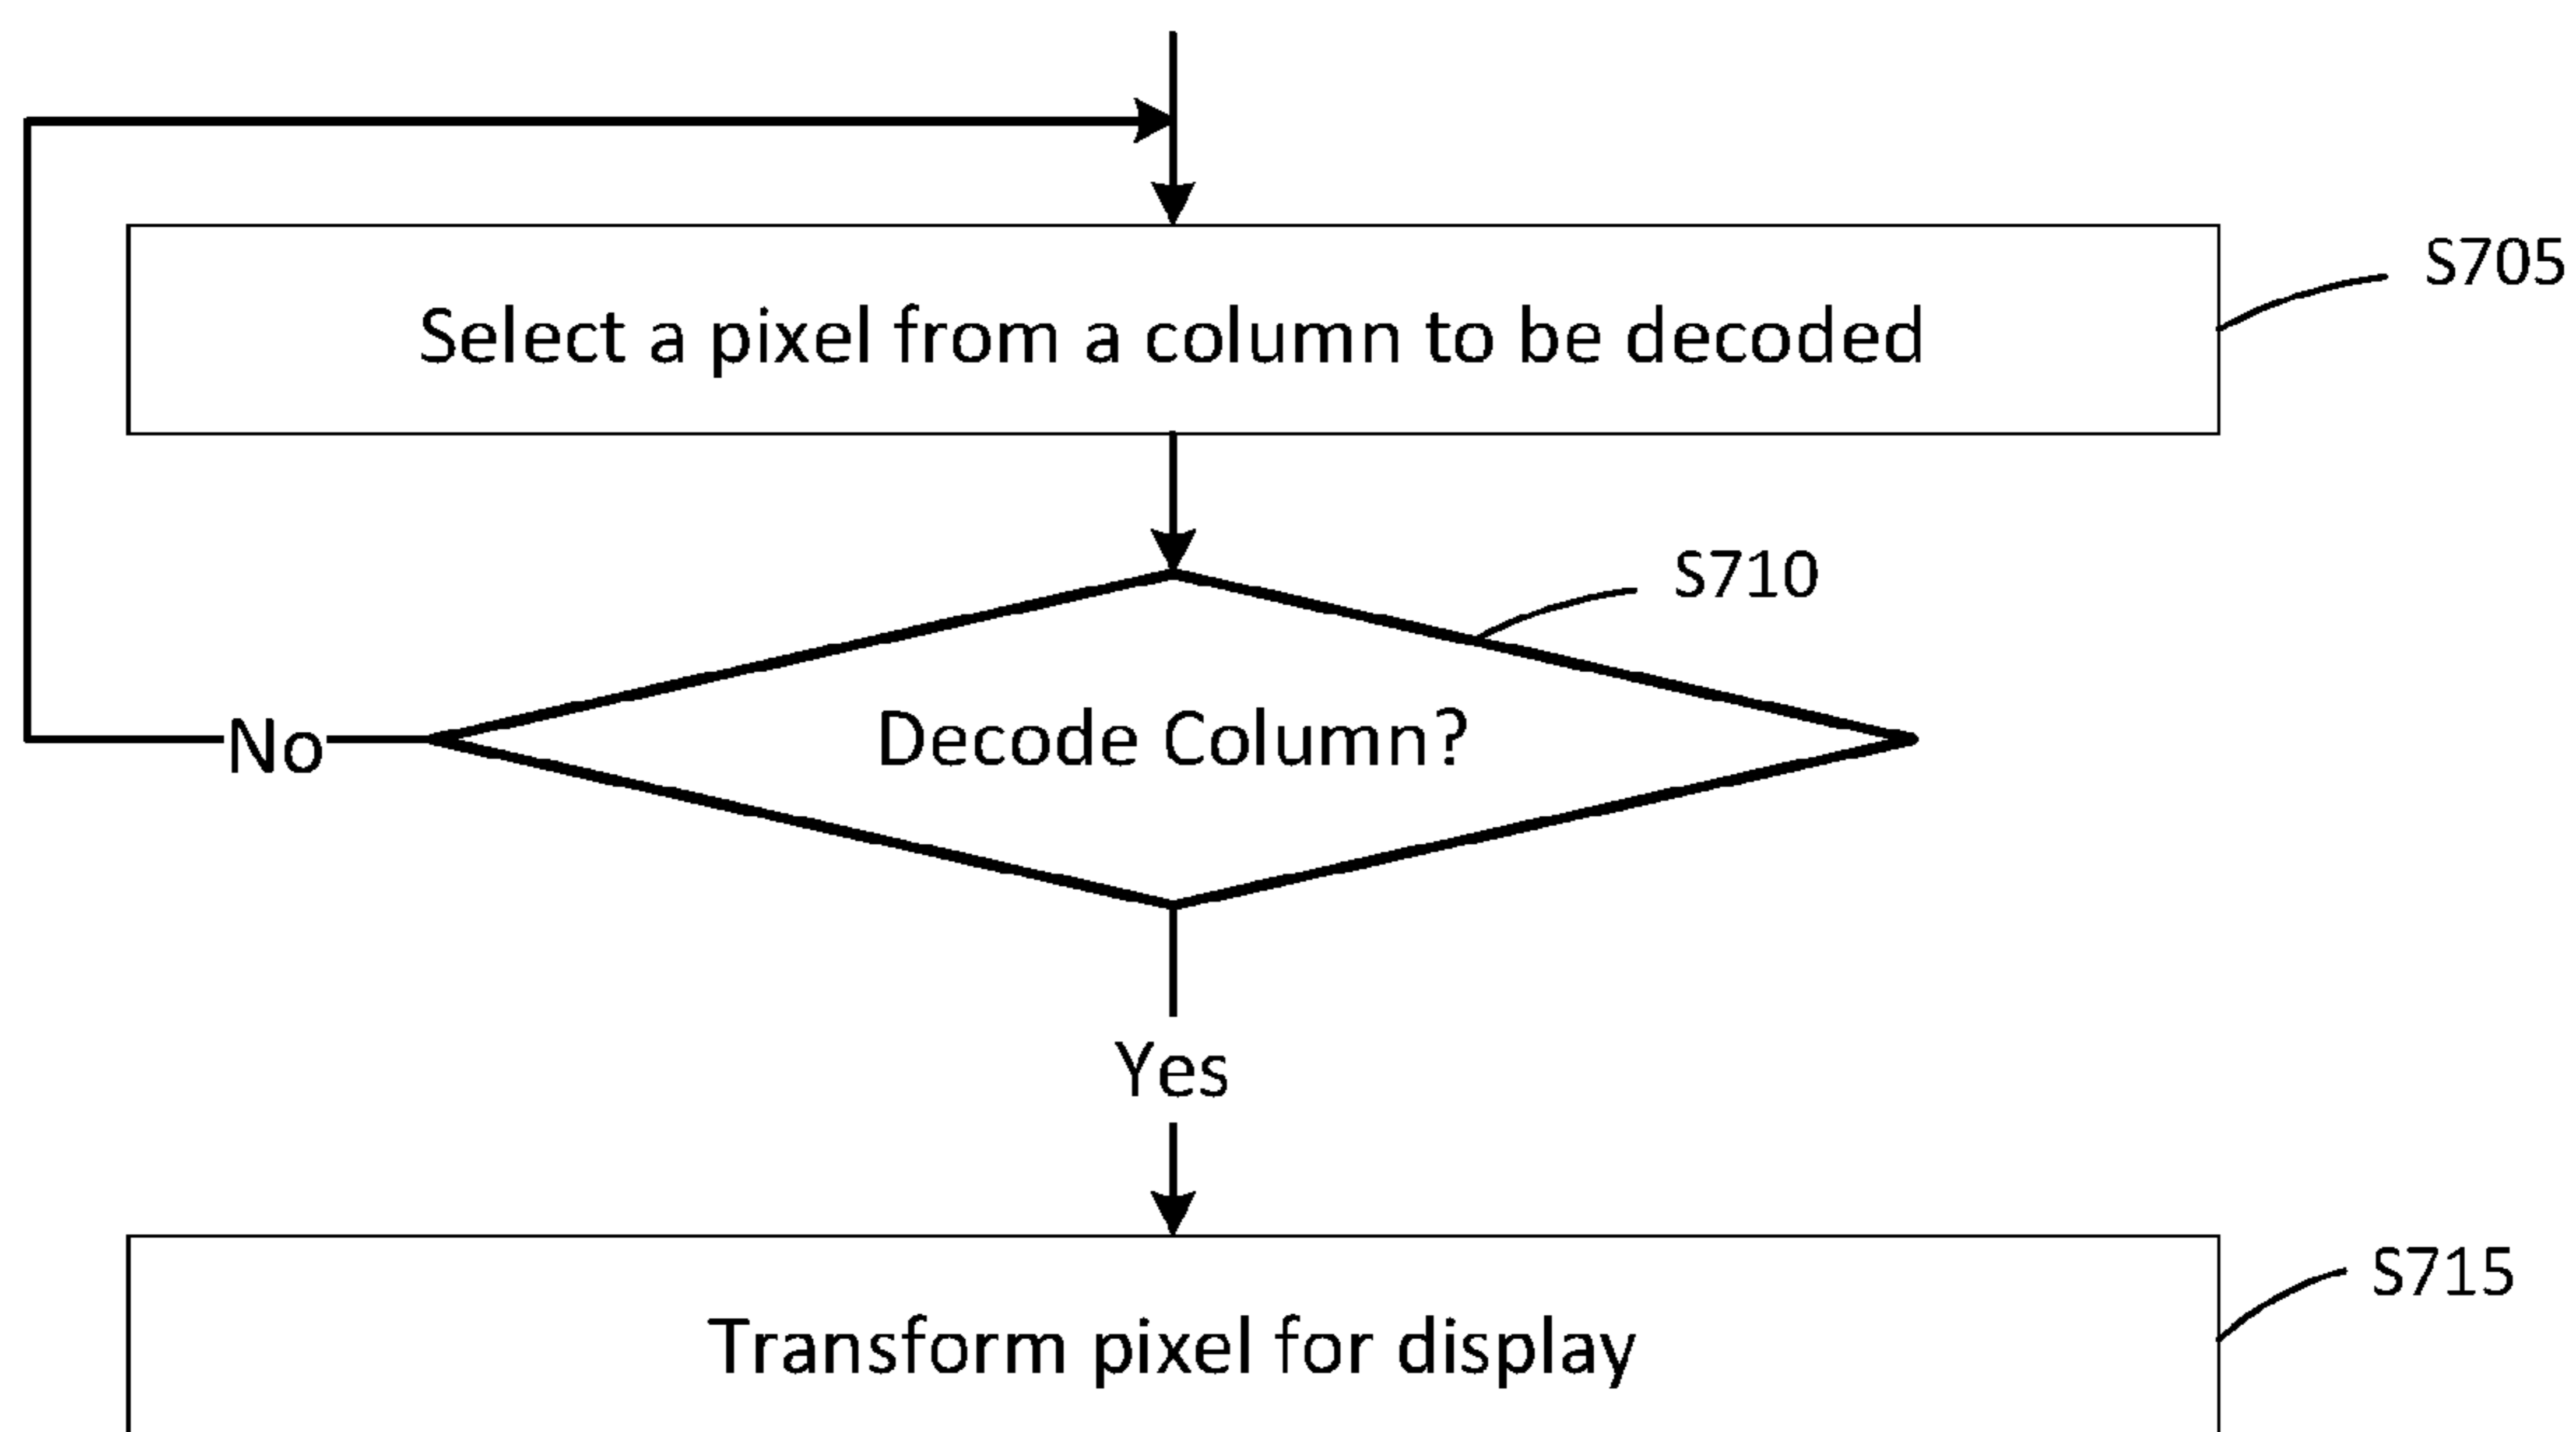 S705
Select a pixel from a column to be decoded
S710
Decode Column?
No
Yes
S715
Transform pixel for display